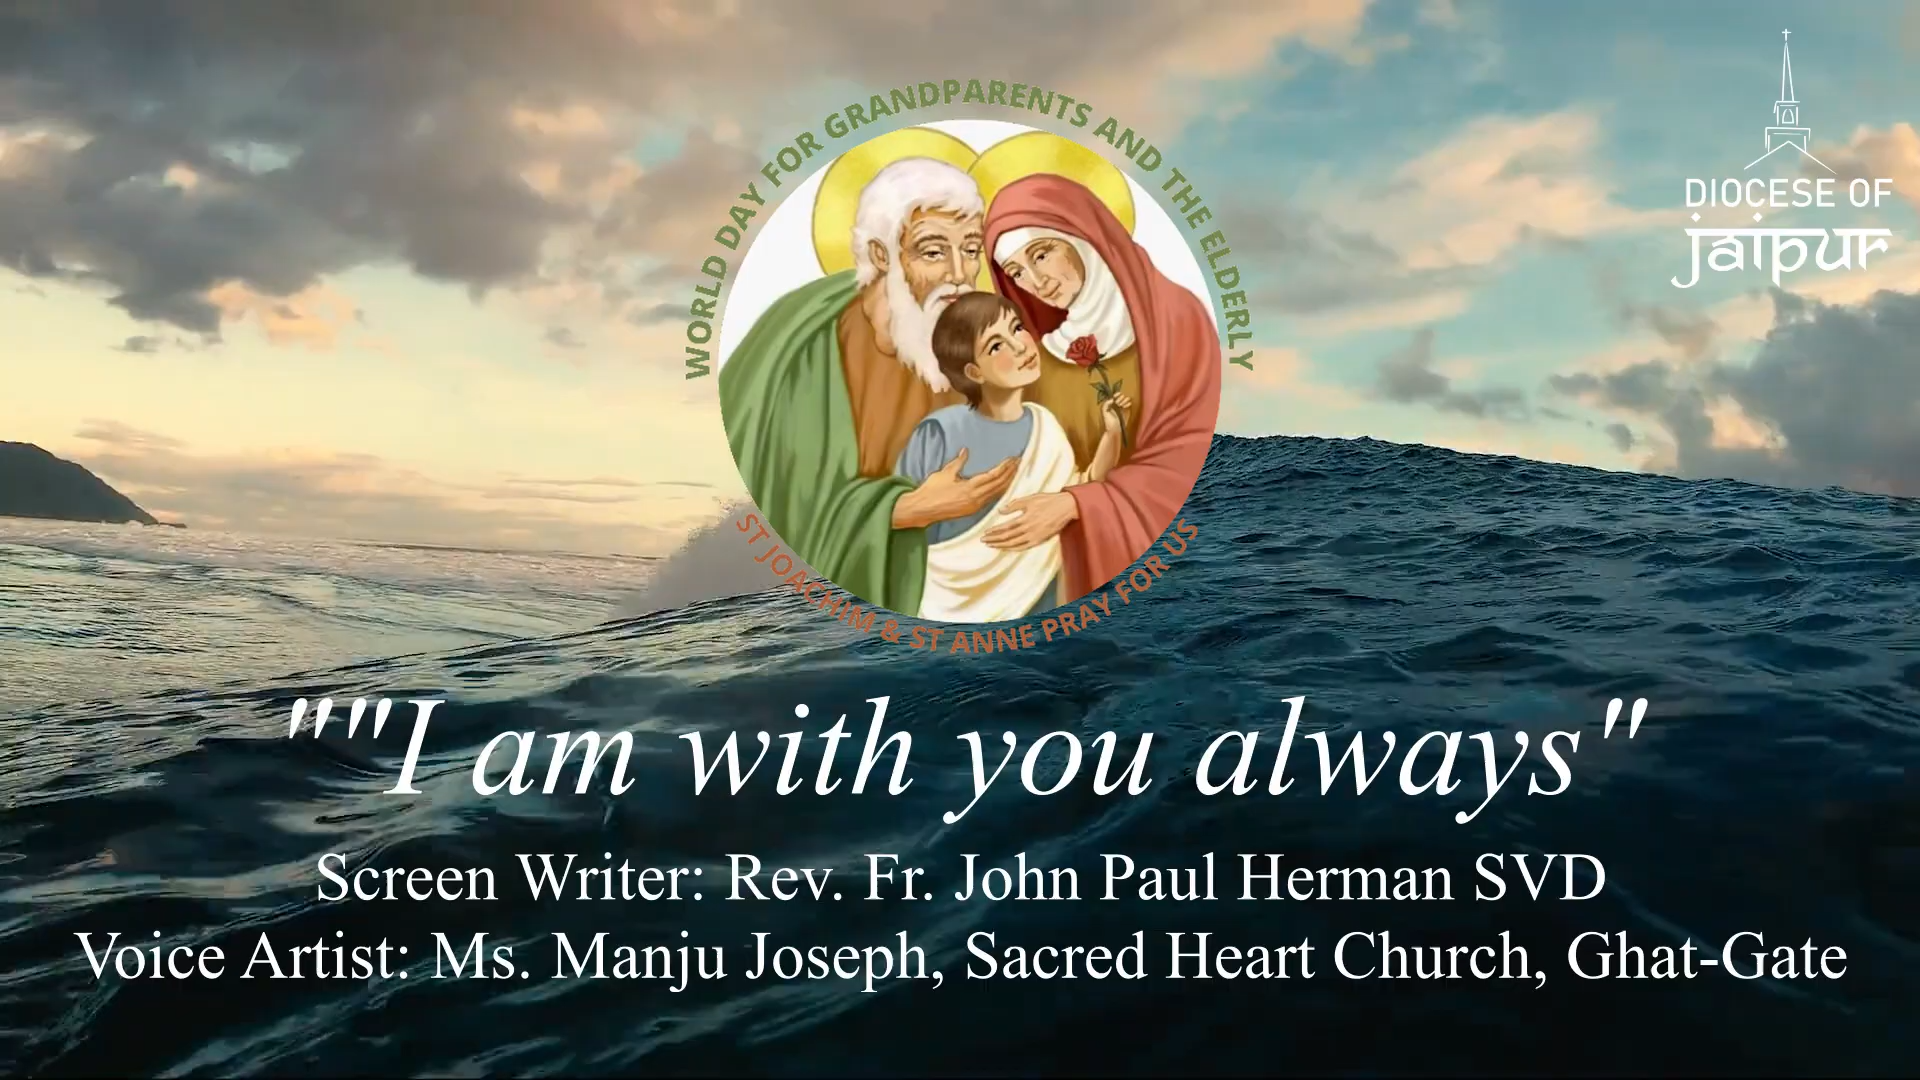 WORLD DAY FOR GRANDPARENTS AND THE ELDERLY
ST JOACHIM & ST ANNE PRAY FOR US
DIOCESE OF
jaipur
""I am with you always"
Screen Writer: Rev. Fr. John Paul Herman SVD
Voice Artist: Ms. Manju Joseph, Sacred Heart Church, Ghat-Gate